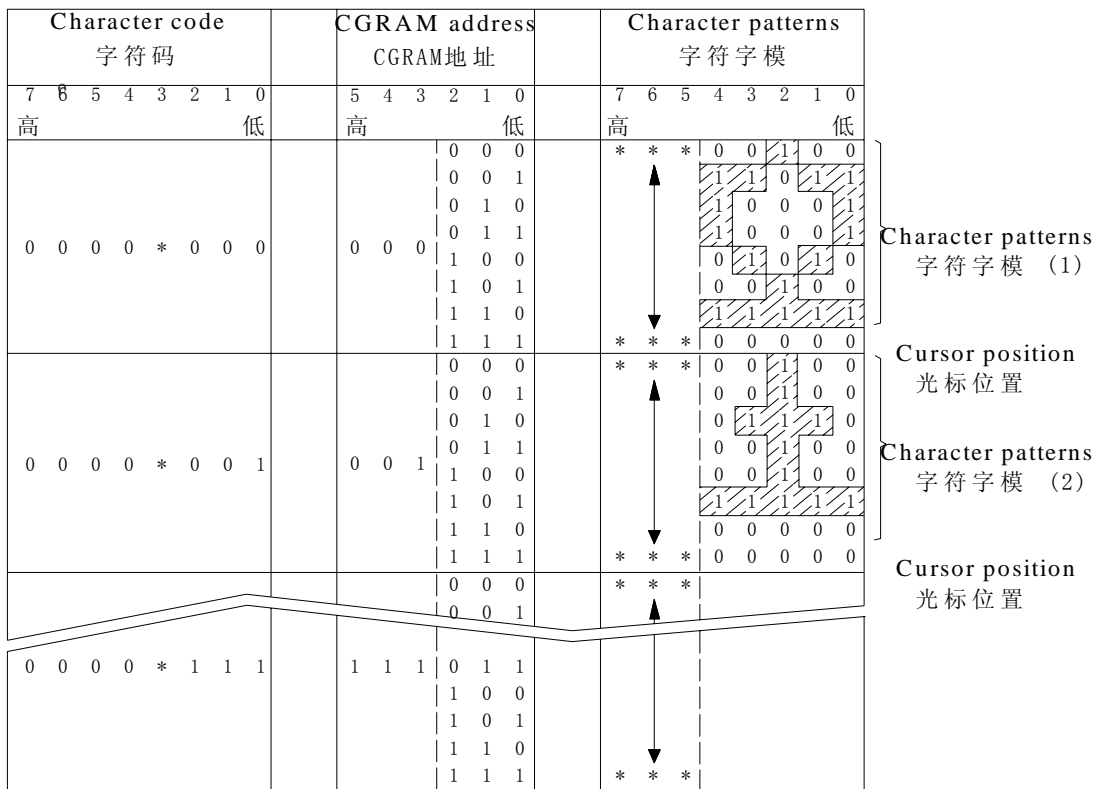 Character code CGRAM address Character patterns
字符码 CGRAM地址 字符字模
7 6 5 4 3 2 1 0 5 4 3 2 1 0 7 6 5 4 3 2 1 0
高 低 高 低 高 低
0 0 0 * * * 0 0 1 0 0
0 0 1 1 1 0 1 1
0 1 0 1 0 0 0 1
0 1 1 1 0 0 0 1
Character patterns
0 0 0 0 * 0 0 0 0 0 0
1 0 0 0 1 0 1 0
字符字模 (1)
1 0 1 0 0 1 0 0
1 1 0 1 1 1 1 1
1 1 1 * * * 0 0 0 0 0
Cursor position
0 0 0 * * * 0 0 1 0 0
光标位置
0 0 1 0 0 1 0 0
0 1 0 0 1 1 1 0
0 1 1 0 0 1 0 0
Character patterns
0 0 0 0 * 0 0 1 0 0 1
1 0 0 0 0 1 0 0
字符字模 (2)
1 0 1 1 1 1 1 1
1 1 0 0 0 0 0 0
1 1 1 * * * 0 0 0 0 0
Cursor position
0 0 0 * * *
光标位置
0 0 1
0 0 0 0 * 1 1 1 1 1 1 0 1 1
1 0 0
1 0 1
1 1 0
1 1 1 * * *